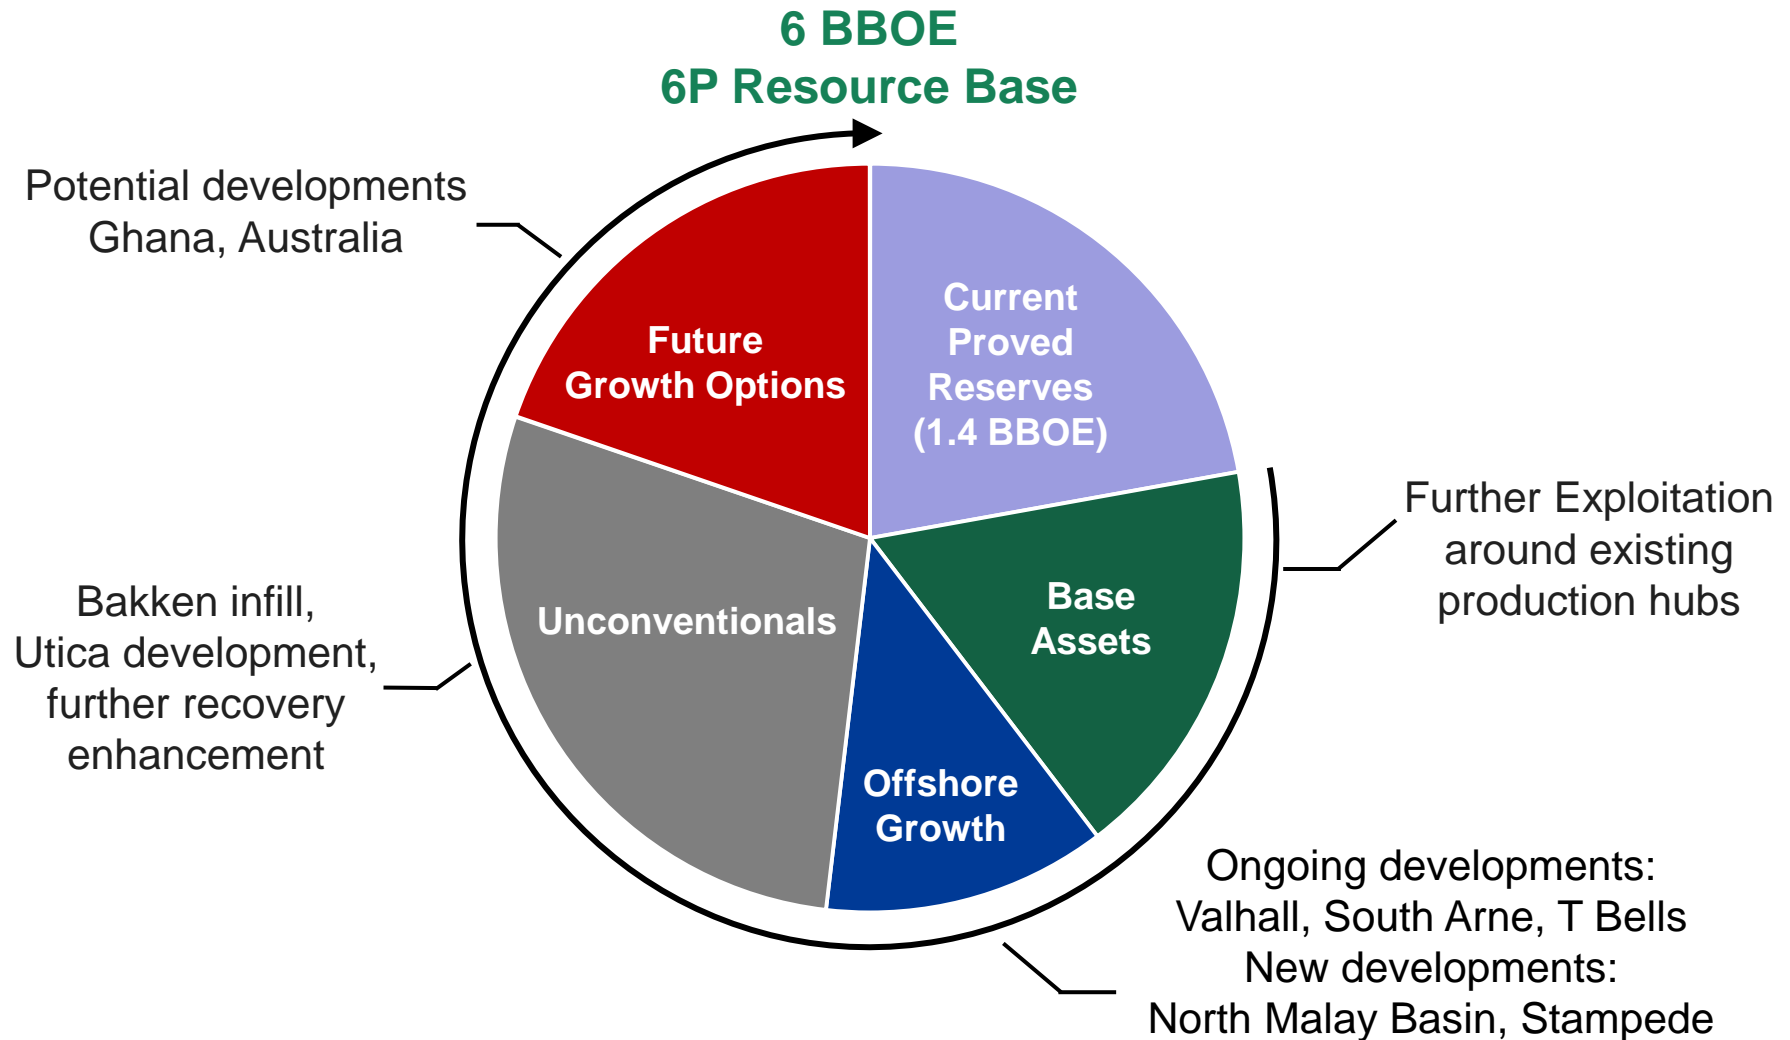 6 BBOE
6P Resource Base
Potential developments
Ghana, Australia
Future
Growth Options
Current
Proved
Reserves
(1.4 BBOE)
Further Exploitation
around existing
production hubs
Base
Assets
Unconventionals
Bakken infill,
Utica development,
further recovery
enhancement
Offshore
Growth
Ongoing developments:
Valhall, South Arne, T Bells
New developments:
North Malay Basin, Stampede